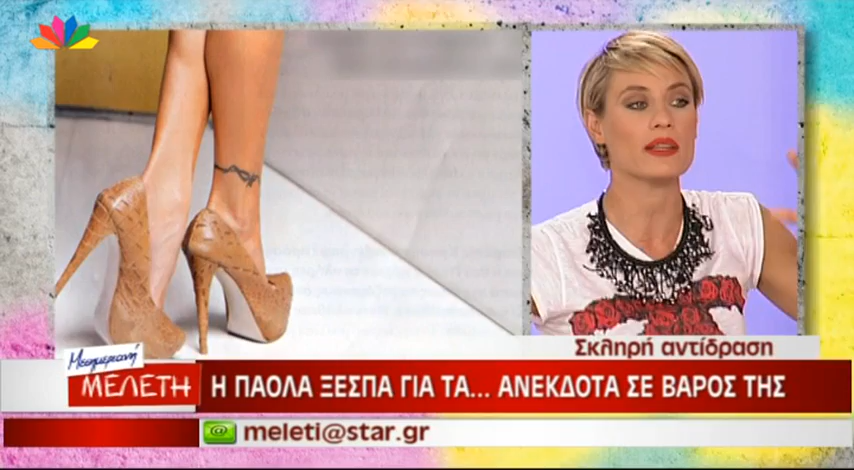 Σκληρή αντίδραση
Μεσημεριανή
ΜΕΛΕΤΗ
Η ΠΑΟΛΑ ΞΕΣΠΑ ΓΙΑ ΤΑ... ΑΝΕΚΔΟΤΑ ΣΕ ΒΑΡΟΣ ΤΗΣ
@ meleti@star.gr